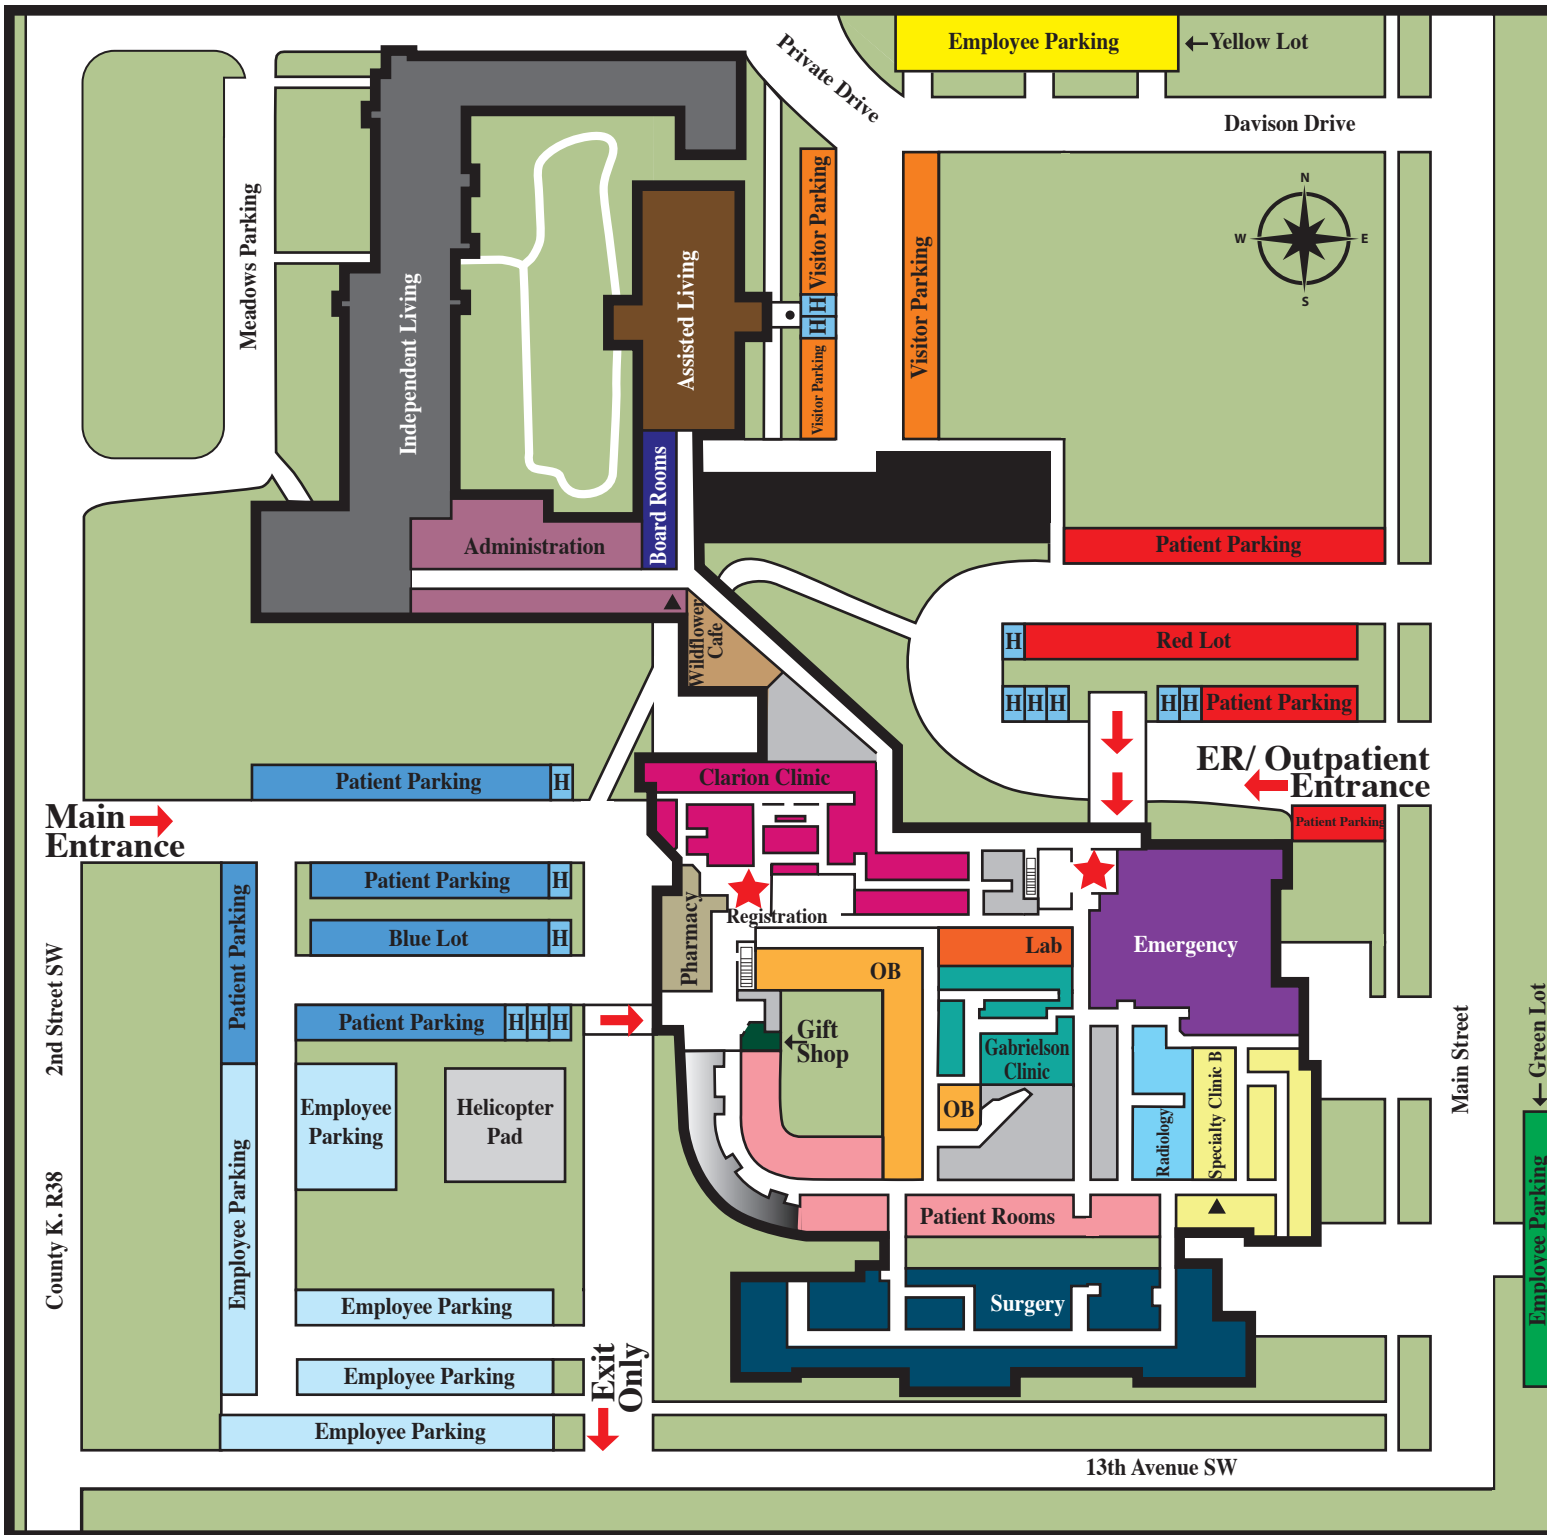 Employee Parking
Yellow Lot
Private Drive
Davison Drive
N
W
E
S
Meadows Parking
Independent Living
Assisted Living
Visitor Parking
H
H
Visitor Parking
Visitor Parking
Board Rooms
Administration
Wildflower
Cafe
Patient Parking
H
Red Lot
H
H
H
H
H
Patient Parking
ER/ Outpatient
Entrance
Patient Parking
Patient Parking
H
Main
Entrance
Clarion Clinic
Patient Parking
H
Blue Lot
H
Patient Parking
Patient Parking
H
H
H
Pharmacy
Registration
OB
Lab
Emergency
Gift
Shop
Gabrielson
Clinic
OB
Radiology
Specialty Clinic B
2nd Street SW
County K. R38
Main Street
Green Lot
Employee Parking
Employee
Parking
Helicopter
Pad
Employee Parking
Patient Rooms
Surgery
Employee Parking
Employee Parking
Employee Parking
Exit
Only
13th Avenue SW